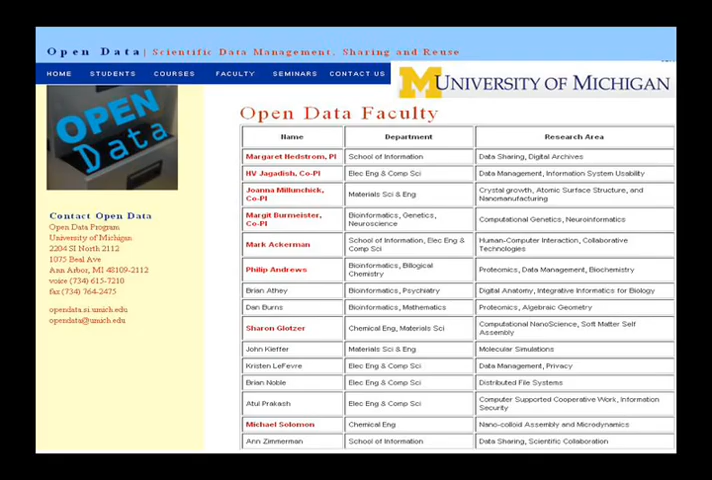 Open Data | Scientific Data Management, Sharing and Reuse
HOME STUDENTS COURSES FACULTY SEMINARS CONTACT US
M UNIVERSITY OF MICHIGAN
OPEN
Data
Contact Open Data
Open Data Program
University of Michigan
2204 SI North 2112
1075 Beal Ave
Ann Arbor, MI 48109-2112
voice (734) 615-7210
fax (734) 764-2475
opendata.si.umich.edu
opendata@umich.edu
Open Data Faculty
Name Department Research Area
Margaret Hedstrom, PI School of Information Data Sharing, Digital Archives
HV Jagadish, Co-PI Elec Eng & Comp Sci Data Management, Information System Usability
Joanna Millunchick, Co-PI Materials Sci & Eng Crystal growth, Atomic Surface Structure, and Nanomanufacturing
Margit Burmeister, Co-PI Bioinformatics, Genetics, Neuroscience Computational Genetics, Neuroinformatics
Mark Ackerman School of Information, Elec Eng & Comp Sci Human-Computer Interaction, Collaborative Technologies
Philip Andrews Bioinformatics, Billogical Chemistry Proteomics, Data Management, Biochemistry
Brian Athey Bioinformatics, Psychiatry Digital Anatomy, Integrative Informatics for Biology
Dan Burns Bioinformatics, Mathematics Proteomics, Algebraic Geometry
Sharon Glotzer Chemical Eng, Materials Sci Computational NanoScience, Soft Matter Self Assembly
John Kieffer Materials Sci & Eng Molecular Simulations
Kristen LeFevre Elec Eng & Comp Sci Data Management, Privacy
Brian Noble Elec Eng & Comp Sci Distributed File Systems
Atul Prakash Elec Eng & Comp Sci Computer Supported Cooperative Work, Information Security
Michael Solomon Chemical Eng Nano-colloid Assembly and Microdynamics
Ann Zimmerman School of Information Data Sharing, Scientific Collaboration